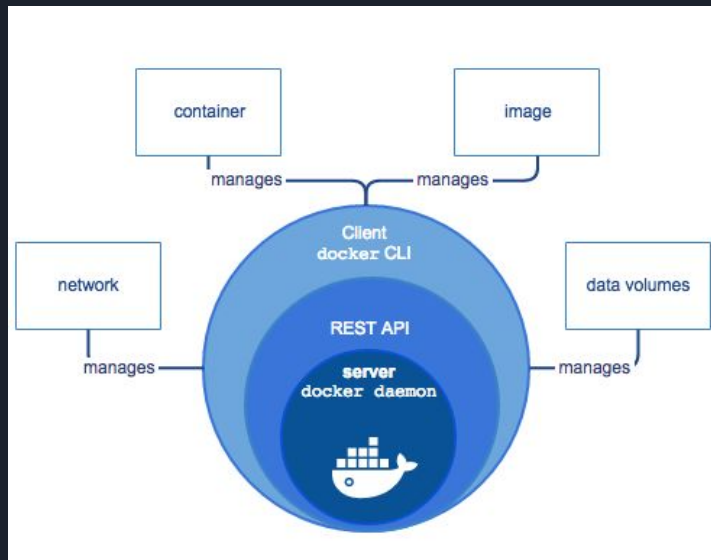 container
image
manages
manages
Client
docker CLI
network
data volumes
REST API
manages
server
manages
docker daemon